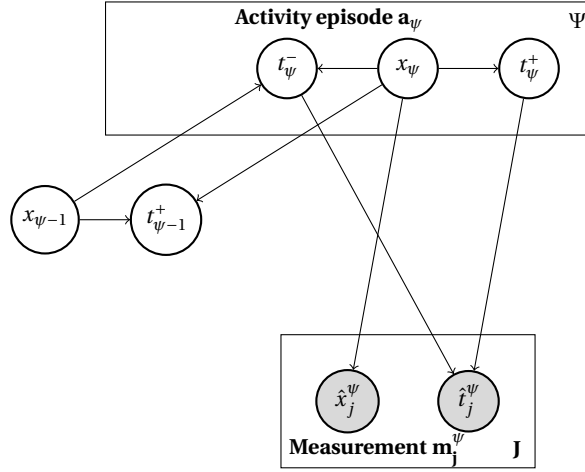 Activity episode a_ψ Ψ
t_ψ^− x_ψ t_ψ^+
x_{ψ−1} t_{ψ−1}^+
x̂_j^ψ t̂_j^ψ
Measurement m_j^ψ J